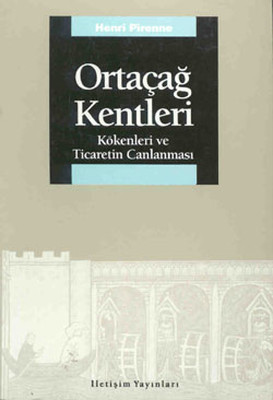 Henri Pirenne
Ortaçağ
Kentleri
Kökenleri ve
Ticaretin Canlanması
İletişim Yayınları